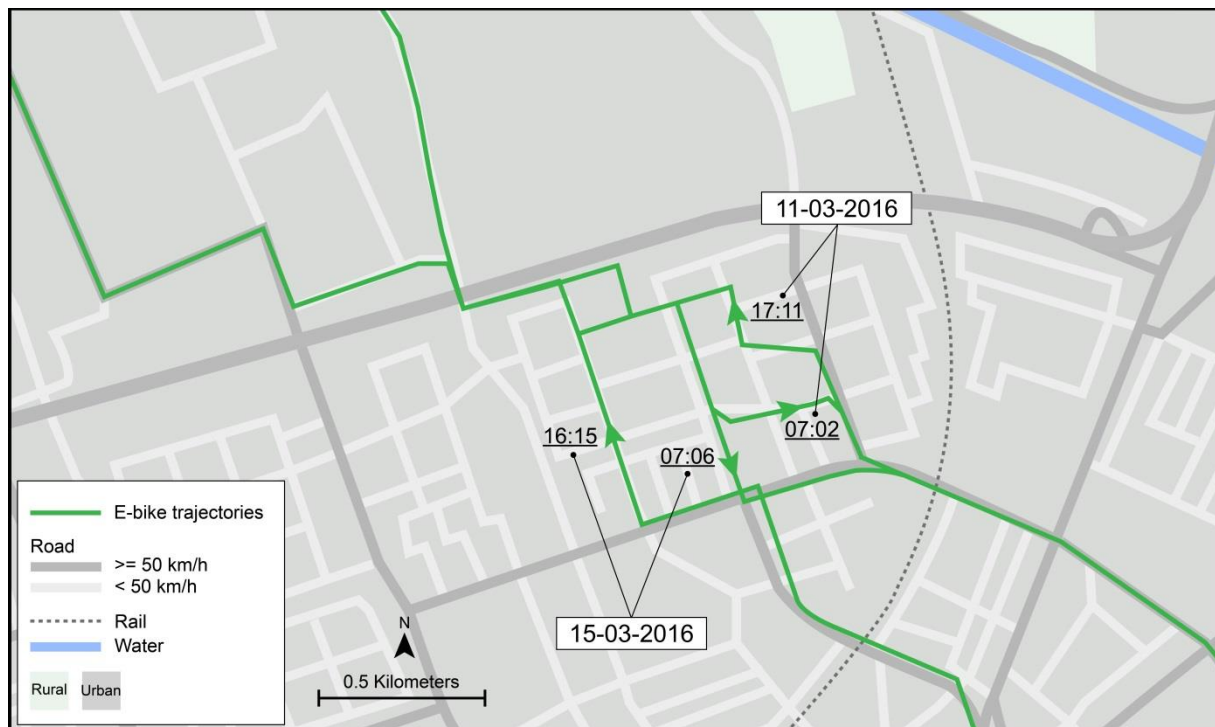 11-03-2016
17:11
07:02
16:15
07:06
15-03-2016
E-bike trajectories
Road
>= 50 km/h
< 50 km/h
Rail
Water
Rural
Urban
N
0.5 Kilometers